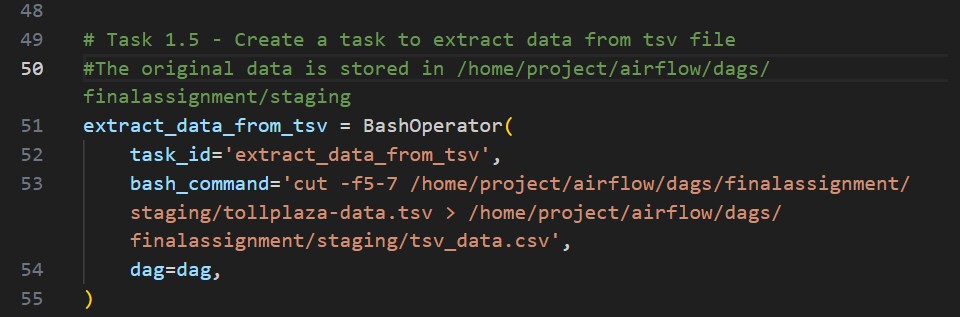 48
49 # Task 1.5 - Create a task to extract data from tsv file
50 #The original data is stored in /home/project/airflow/dags/
finalassignment/staging
51 extract_data_from_tsv = BashOperator(
52 task_id='extract_data_from_tsv',
53 bash_command='cut -f5-7 /home/project/airflow/dags/finalassignment/
staging/tollplaza-data.tsv > /home/project/airflow/dags/
finalassignment/staging/tsv_data.csv',
54 dag=dag,
55 )